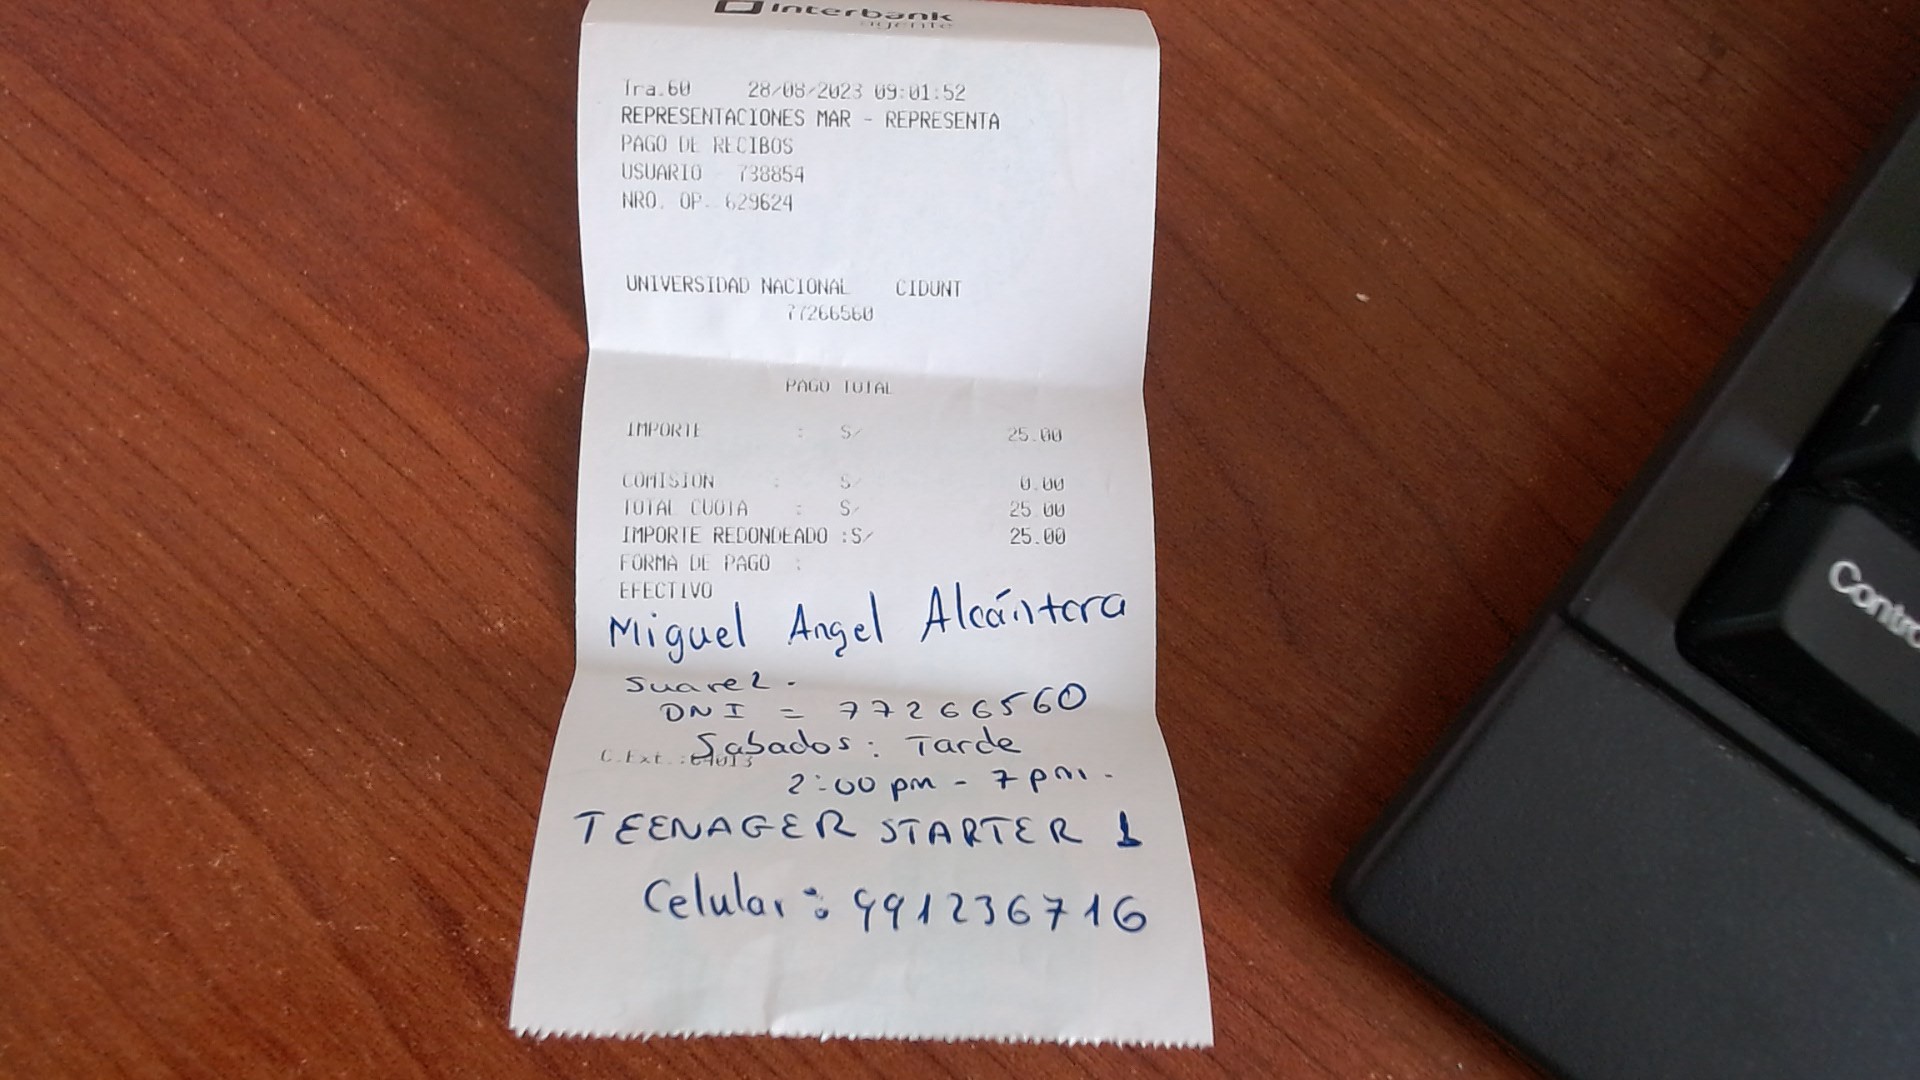 Interbank
agente
Tra.60 28/08/2023 09:01:52
REPRESENTACIONES MAR - REPRESENTA
PAGO DE RECIBOS
USUARIO 738854
NRO. OP. 629624
UNIVERSIDAD NACIONAL CIDUNT
77266560
PAGO TOTAL
IMPORTE : S/ 25.00
COMISION : S/ 0.00
TOTAL CUOTA : S/ 25.00
IMPORTE REDONDEADO :S/ 25.00
FORMA DE PAGO :
EFECTIVO
Miguel Angel Alcántara
Suarez.
DNI = 77266560
Sabados: Tarde
C.Ext.:
2:00 pm - 7 pm.
TEENAGER STARTER 1
Celular: 991236716
Contro